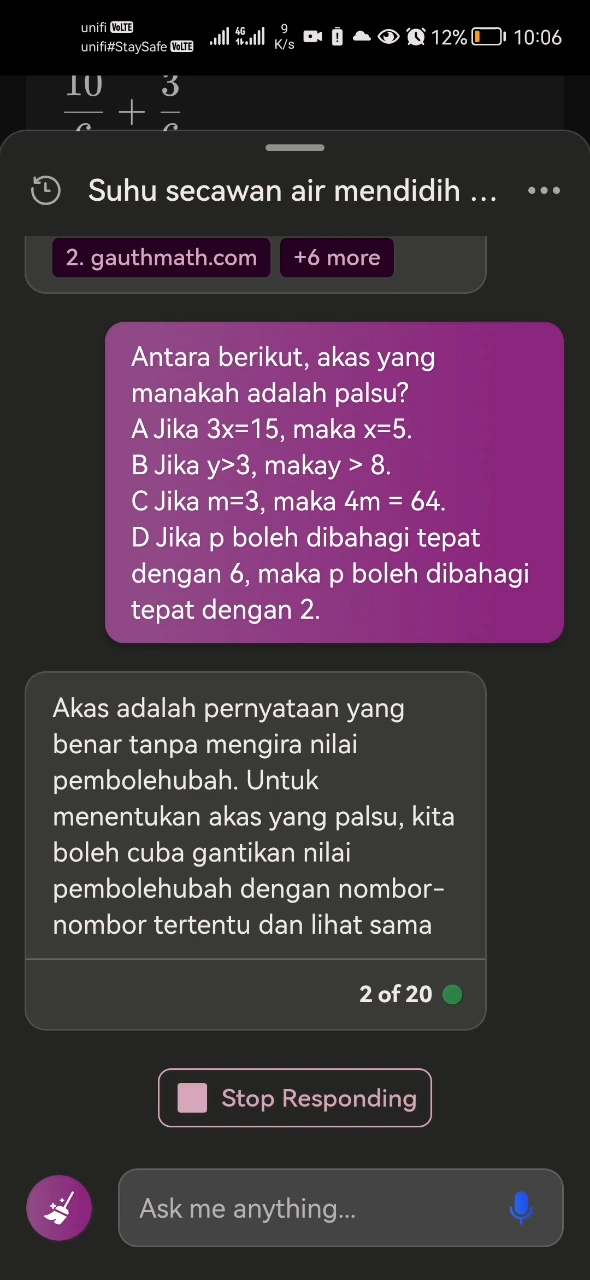 unifi VoLTE
unifi#StaySafe VoLTE
4G
9
K/s
12%
10:06
10 3
+
Suhu secawan air mendidih ...
2. gauthmath.com
+6 more
Antara berikut, akas yang
manakah adalah palsu?
A Jika 3x=15, maka x=5.
B Jika y>3, makay > 8.
C Jika m=3, maka 4m = 64.
D Jika p boleh dibahagi tepat
dengan 6, maka p boleh dibahagi
tepat dengan 2.
Akas adalah pernyataan yang
benar tanpa mengira nilai
pembolehubah. Untuk
menentukan akas yang palsu, kita
boleh cuba gantikan nilai
pembolehubah dengan nombor-
nombor tertentu dan lihat sama
2 of 20
Stop Responding
Ask me anything...